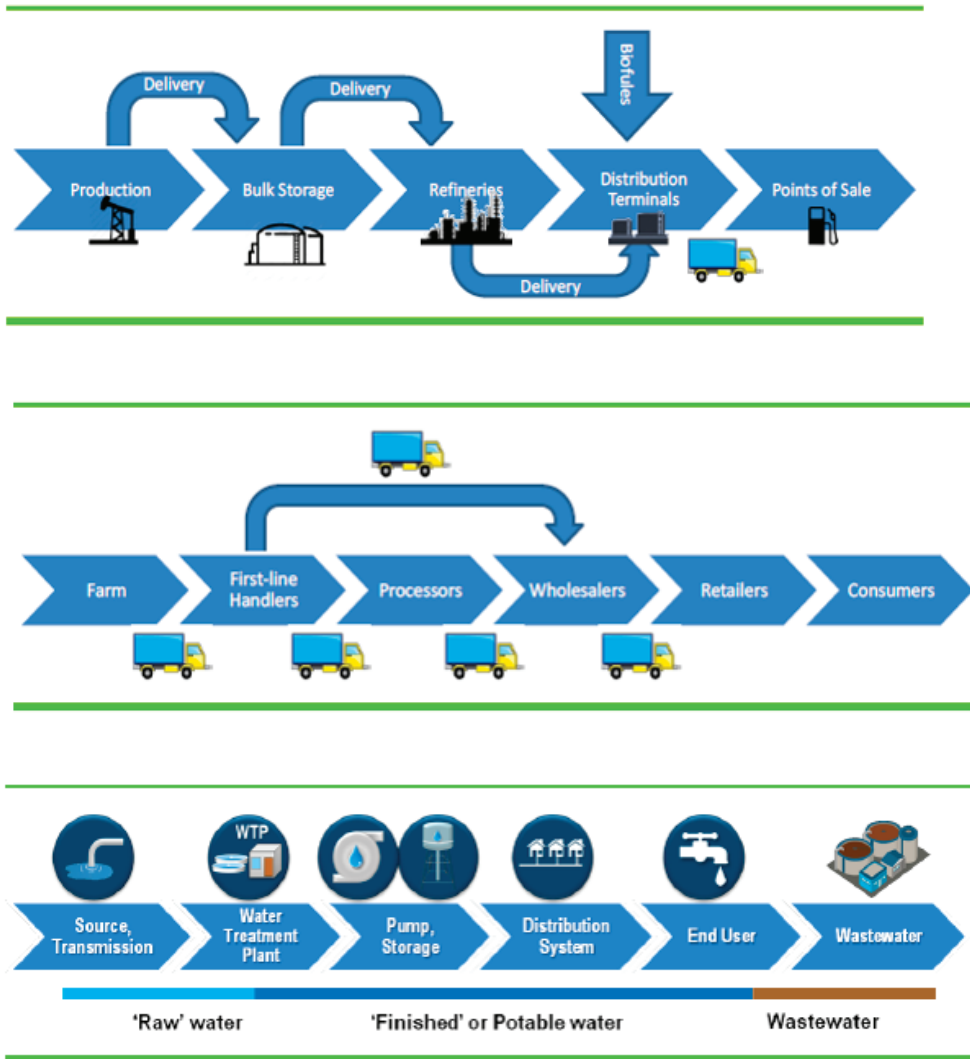 Delivery
Delivery
Biofules
Production
Bulk Storage
Refineries
Distribution
Terminals
Points of Sale
Delivery
Farm
First-line
Handlers
Processors
Wholesalers
Retailers
Consumers
WTP
Source,
Transmission
Water
Treatment
Plant
Pump,
Storage
Distribution
System
End User
Wastewater
'Raw' water
'Finished' or Potable water
Wastewater